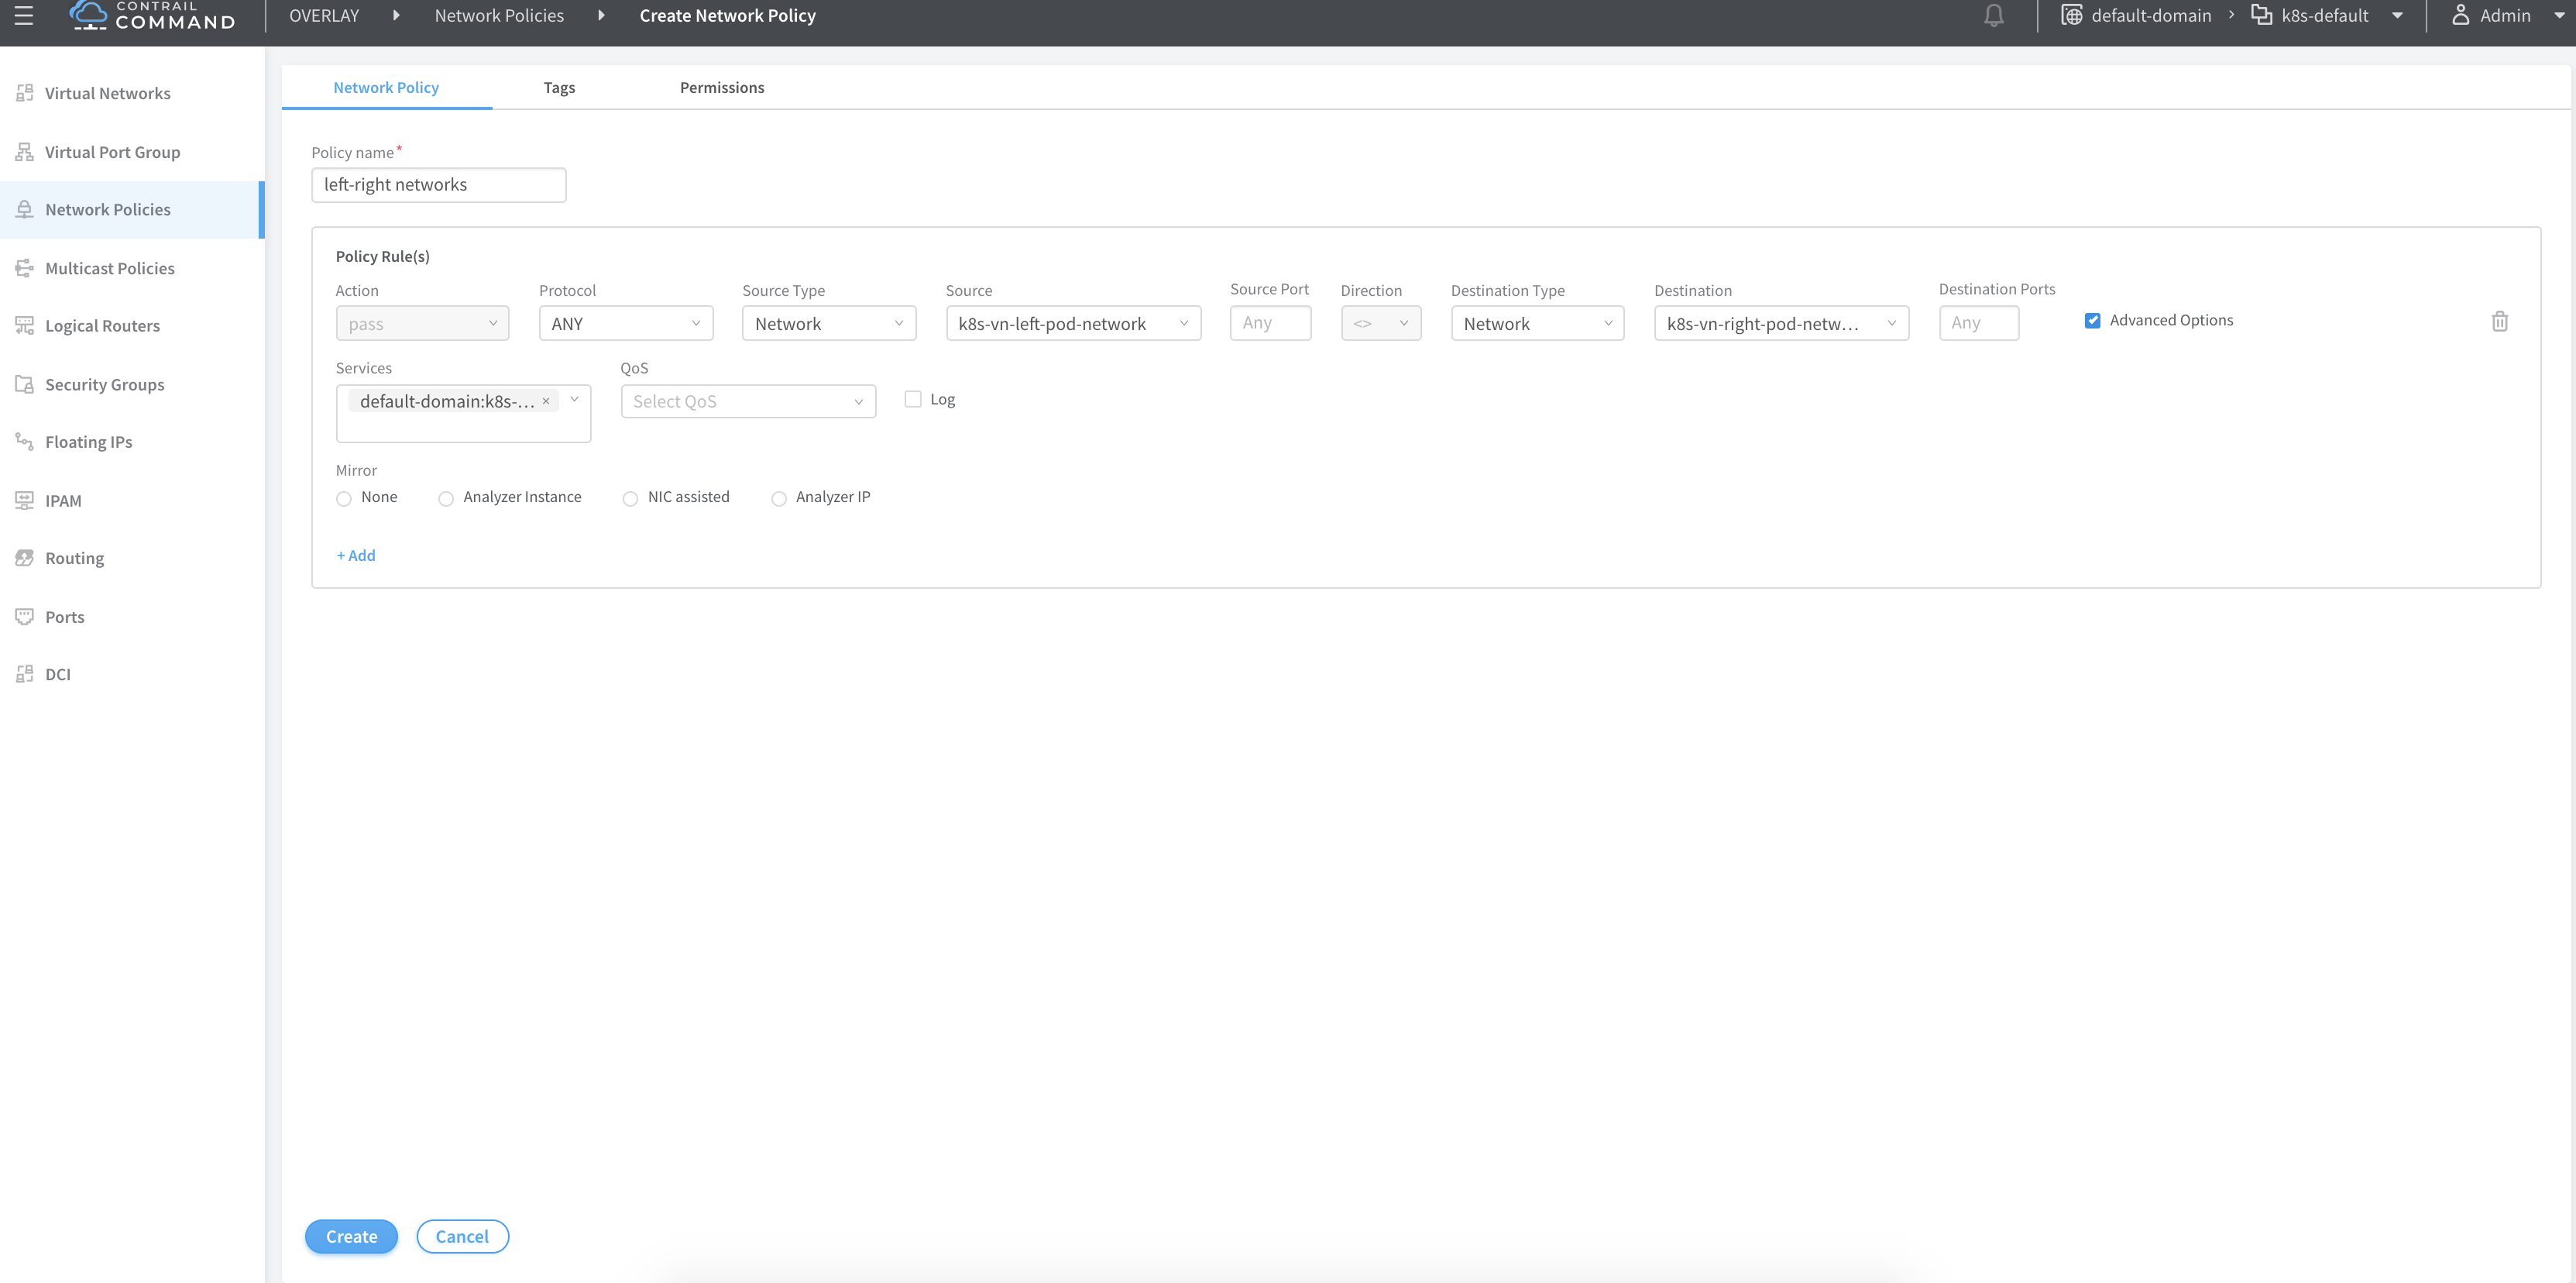 CONTRAIL
COMMAND
OVERLAY
Network Policies
Create Network Policy
default-domain
k8s-default
Admin
Virtual Networks
Virtual Port Group
Network Policies
Multicast Policies
Logical Routers
Security Groups
Floating IPs
IPAM
Routing
Ports
DCI
Network Policy
Tags
Permissions
Policy name*
left-right networks
Policy Rule(s)
Action
Protocol
Source Type
Source
Source Port
Direction
Destination Type
Destination
Destination Ports
pass
ANY
Network
k8s-vn-left-pod-network
Any
<>
Network
k8s-vn-right-pod-netw...
Any
Advanced Options
Services
QoS
default-domain:k8s-... ×
Select QoS
Log
Mirror
None
Analyzer Instance
NIC assisted
Analyzer IP
+ Add
Create
Cancel